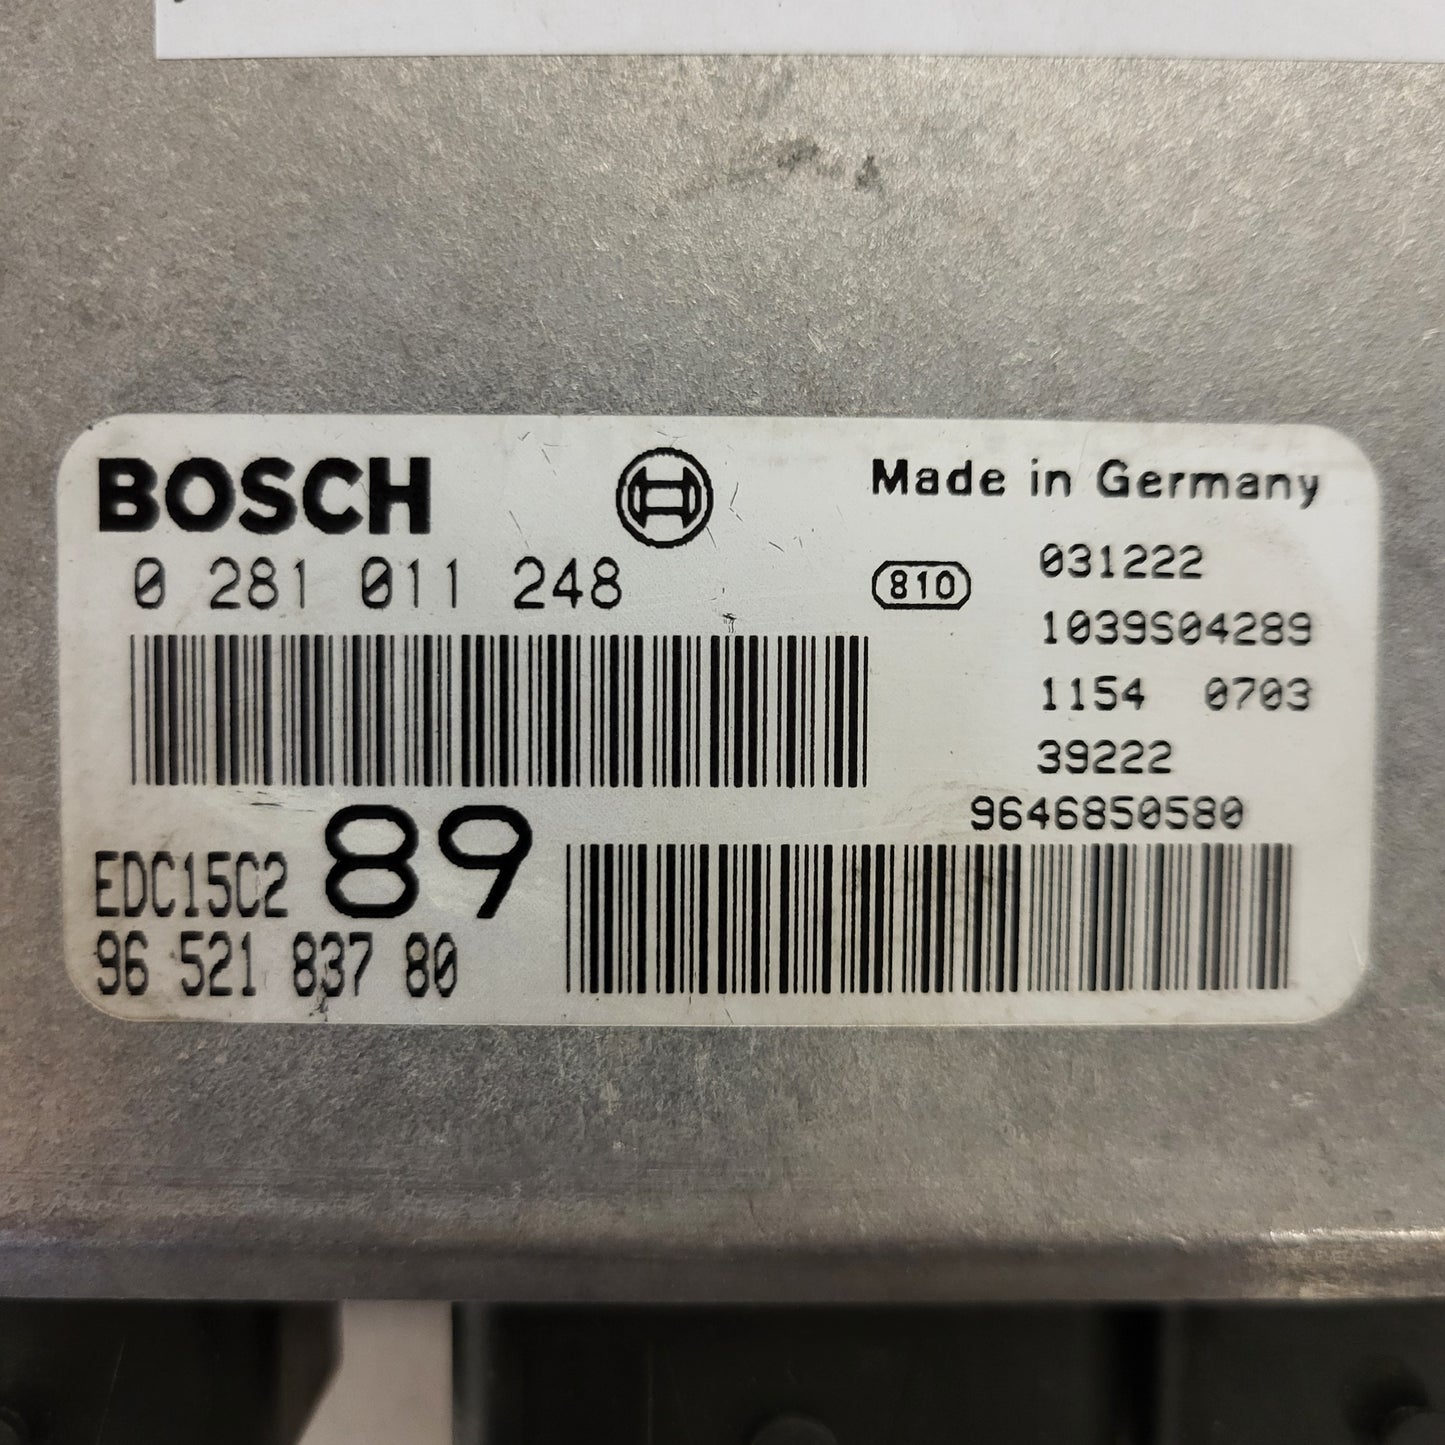 BOSCH
Made in Germany
0 281 011 248
810
031222
1039S04289
1154 0703
39222
9646850580
EDC15C2 89
96 521 837 80